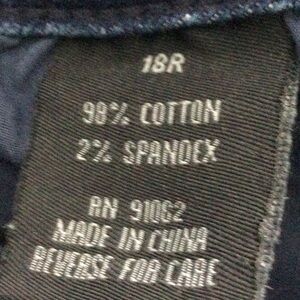 18R
98% COTTON
2% SPANDEX
RN 91062
MADE IN CHINA
REVERSE FOR CARE